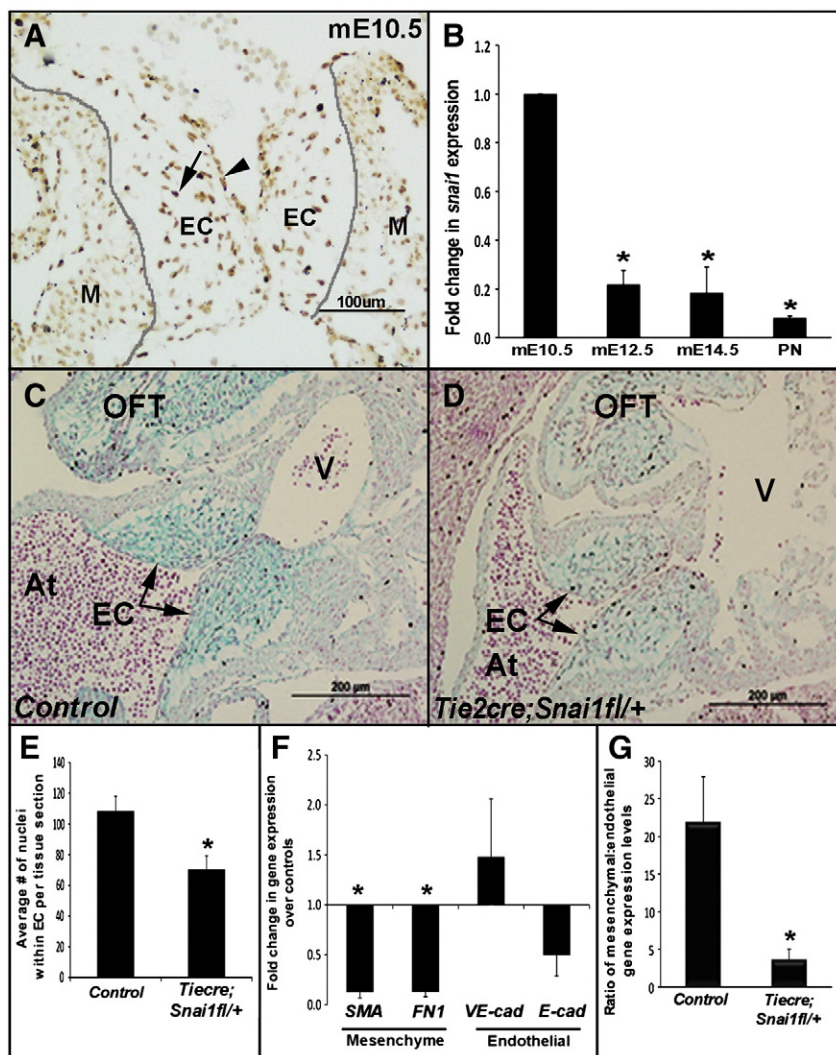 A
mE10.5
EC
EC
M
M
100um
B
Fold change in snai1 expression
1.2
1.0
0.8
0.6
0.4
0.2
0.0
*
*
*
mE10.5 mE12.5 mE14.5 PN
C
OFT
V
At
EC
200 µm
Control
D
OFT
V
EC
At
200 µm
Tie2cre;Snai1fl/+
E
Average # of nuclei
within EC per tissue section
140
120
100
80
60
40
20
0
*
Control
Tiecre;
Snai1fl/+
F
Fold change in gene expression
over controls
2.5
2.0
1.5
1.0
0.5
0.0
* *
SMA FN1 VE-cad E-cad
Mesenchyme Endothelial
G
Ratio of mesenchymal:endothelial
gene expression levels
30
25
20
15
10
5
0
*
Control
Tiecre;
Snai1fl/+